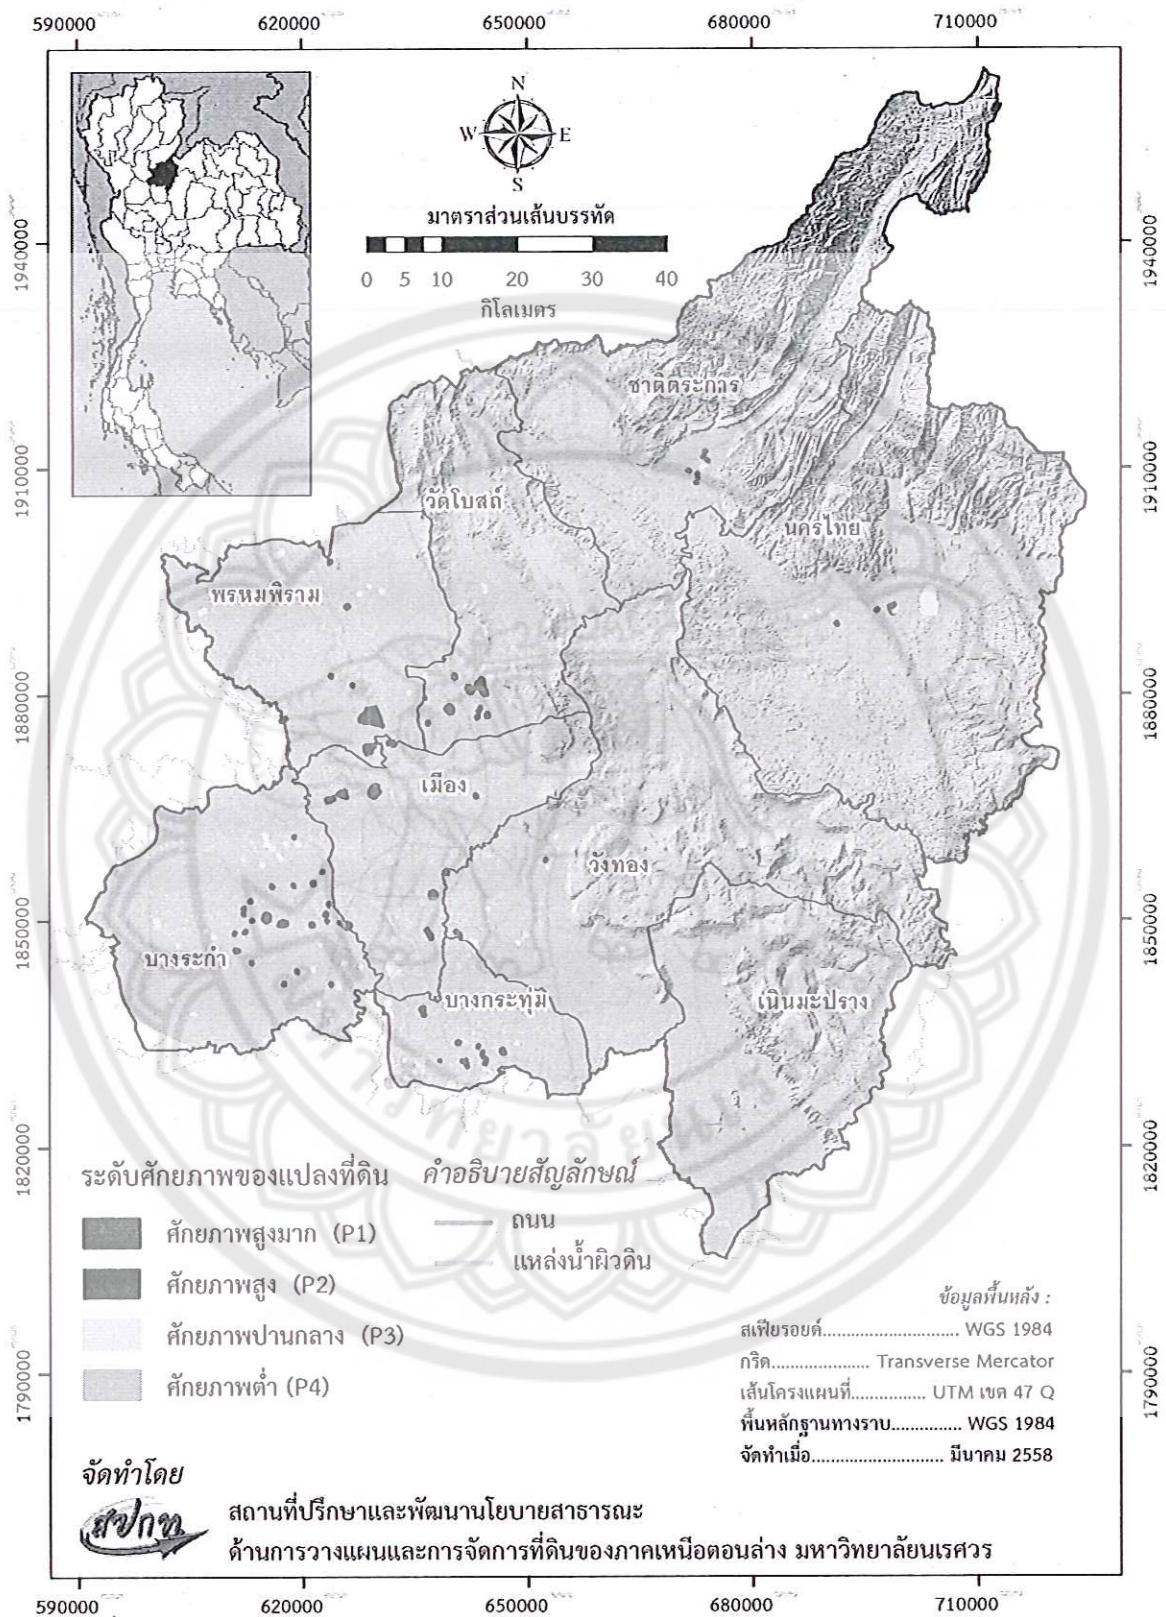 590000 620000 650000 680000 710000
N
W E
S
มาตราส่วนเส้นบรรทัด
0 5 10 20 30 40
กิโลเมตร
1940000 1940000
ชาติตระการ
1910000 1910000
วัดโบสถ์
นครไทย
พรหมพิราม
1880000 1880000
เมือง
วังทอง
1850000 1850000
บางระกำ
บางกระทุ่ม
เนินมะปราง
1820000 1820000
ระดับศักยภาพของแปลงที่ดิน คำอธิบายสัญลักษณ์
ศักยภาพสูงมาก (P1) ถนน
แหล่งน้ำผิวดิน
ศักยภาพสูง (P2)
ศักยภาพปานกลาง (P3)
ศักยภาพต่ำ (P4)
ข้อมูลพื้นหลัง :
สเฟียรอยด์............................ WGS 1984
กริด.................... Transverse Mercator
เส้นโครงแผนที่............... UTM เขต 47 Q
พื้นหลักฐานทางราบ.............. WGS 1984
จัดทำเมื่อ.......................... มีนาคม 2558
1790000 1790000
จัดทำโดย
สปกท
สถานที่ปรึกษาและพัฒนานโยบายสาธารณะ
ด้านการวางแผนและการจัดการที่ดินของภาคเหนือตอนล่าง มหาวิทยาลัยนเรศวร
590000 620000 650000 680000 710000